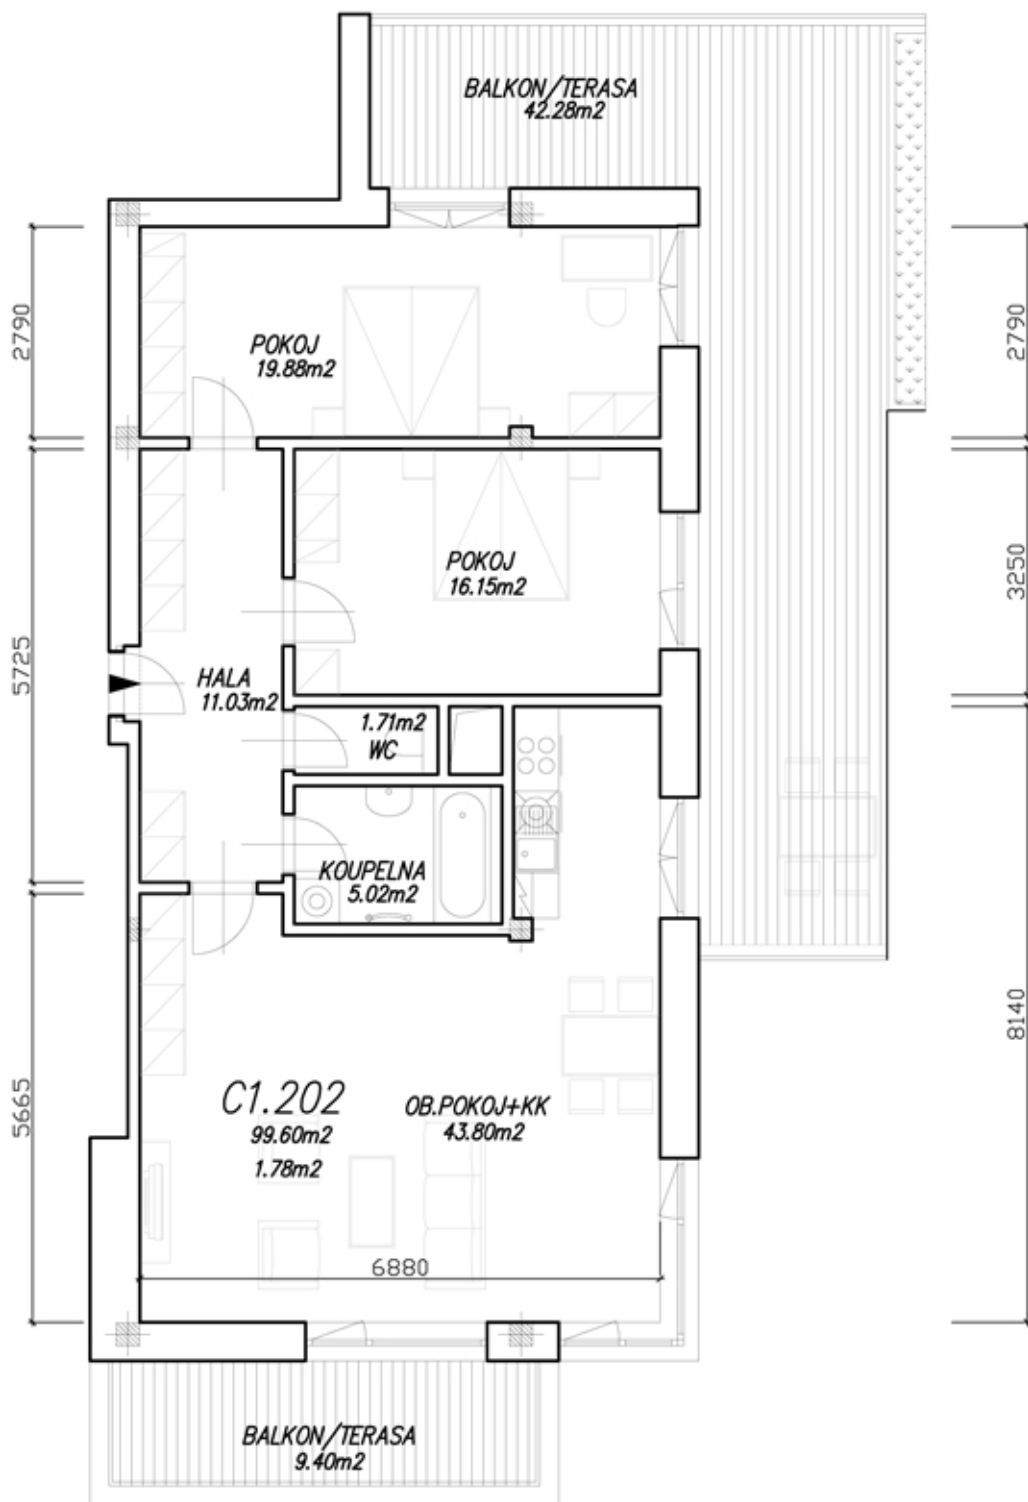 BALKON/TERASA
42.28m2
2790
2790
POKOJ
19.88m2
POKOJ
16.15m2
3250
5725
HALA
11.03m2
1.71m2
WC
KOUPELNA
5.02m2
8140
5665
C1.202
99.60m2
1.78m2
OB.POKOJ+KK
43.80m2
6880
BALKON/TERASA
9.40m2